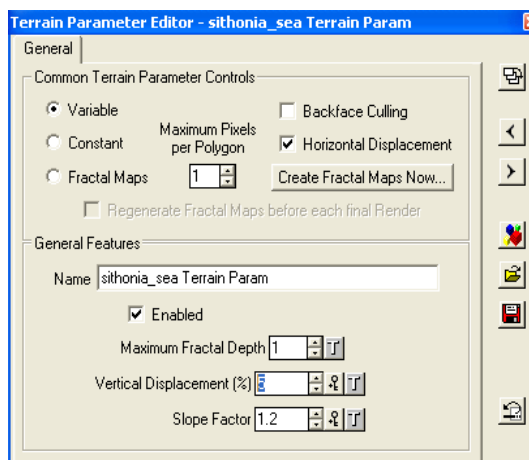 Terrain Parameter Editor - sithonia_sea Terrain Param
General
Common Terrain Parameter Controls
Variable
Constant
Fractal Maps
Maximum Pixels
per Polygon
1
Backface Culling
Horizontal Displacement
Create Fractal Maps Now...
Regenerate Fractal Maps before each final Render
General Features
Name sithonia_sea Terrain Param
Enabled
Maximum Fractal Depth 1
Vertical Displacement (%) 5
Slope Factor 1.2